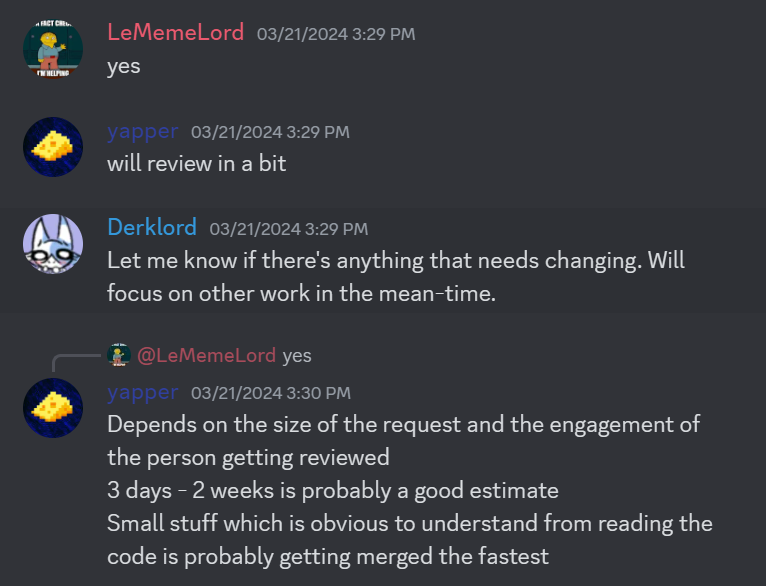 I FACT CHECK
I'M HELPING
LeMemeLord 03/21/2024 3:29 PM
yes
yapper 03/21/2024 3:29 PM
will review in a bit
Derklord 03/21/2024 3:29 PM
Let me know if there's anything that needs changing. Will
focus on other work in the mean-time.
@LeMemeLord yes
yapper 03/21/2024 3:30 PM
Depends on the size of the request and the engagement of
the person getting reviewed
3 days - 2 weeks is probably a good estimate
Small stuff which is obvious to understand from reading the
code is probably getting merged the fastest